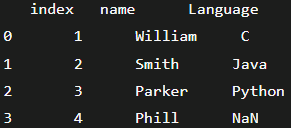 index name Language
0 1 William C
1 2 Smith Java
2 3 Parker Python
3 4 Phill NaN